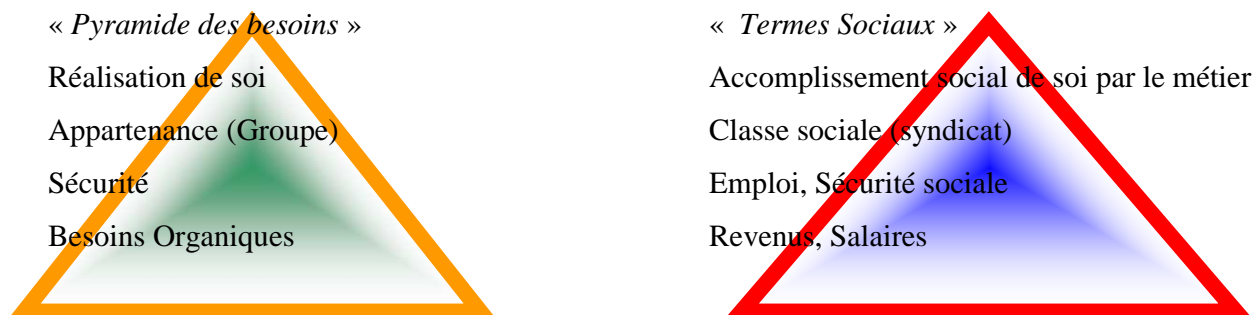 « Pyramide des besoins »
Réalisation de soi
Appartenance (Groupe)
Sécurité
Besoins Organiques
« Termes Sociaux »
Accomplissement social de soi par le métier
Classe sociale (syndicat)
Emploi, Sécurité sociale
Revenus, Salaires